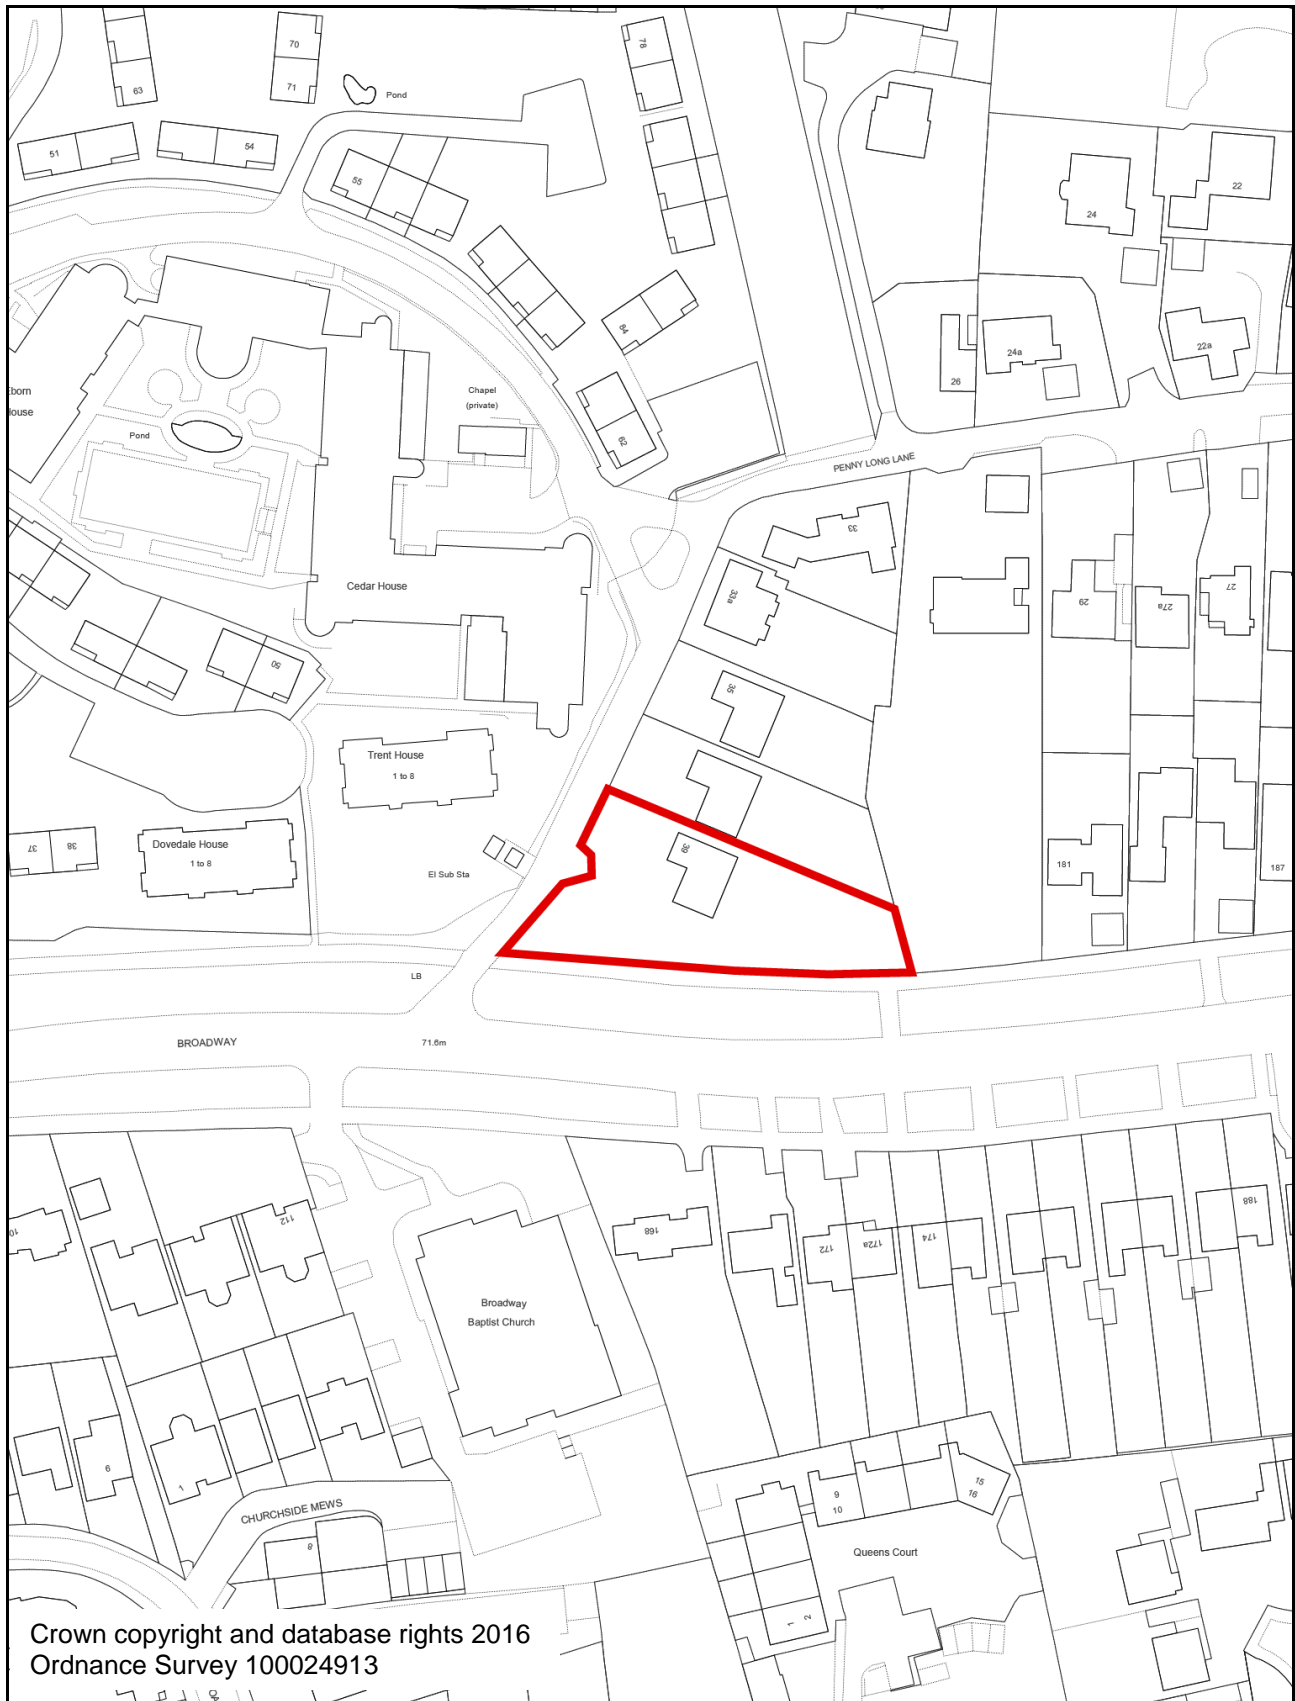 70
78
63
71
Pond
51
54
55
22
24
84
24a
22a
26
Chapel
(private)
House
62
Pond
PENNY LONG LANE
33
Cedar House
33a
29
27a
27
50
35
Trent House
1 to 8
37
38
Dovedale House
1 to 8
39
El Sub Sta
181
187
LB
BROADWAY
71.6m
112
168
172
172a
174
188
Broadway
Baptist Church
6
1
9
10
15
16
CHURCHSIDE MEWS
8
Queens Court
1
2
Crown copyright and database rights 2016
Ordnance Survey 100024913